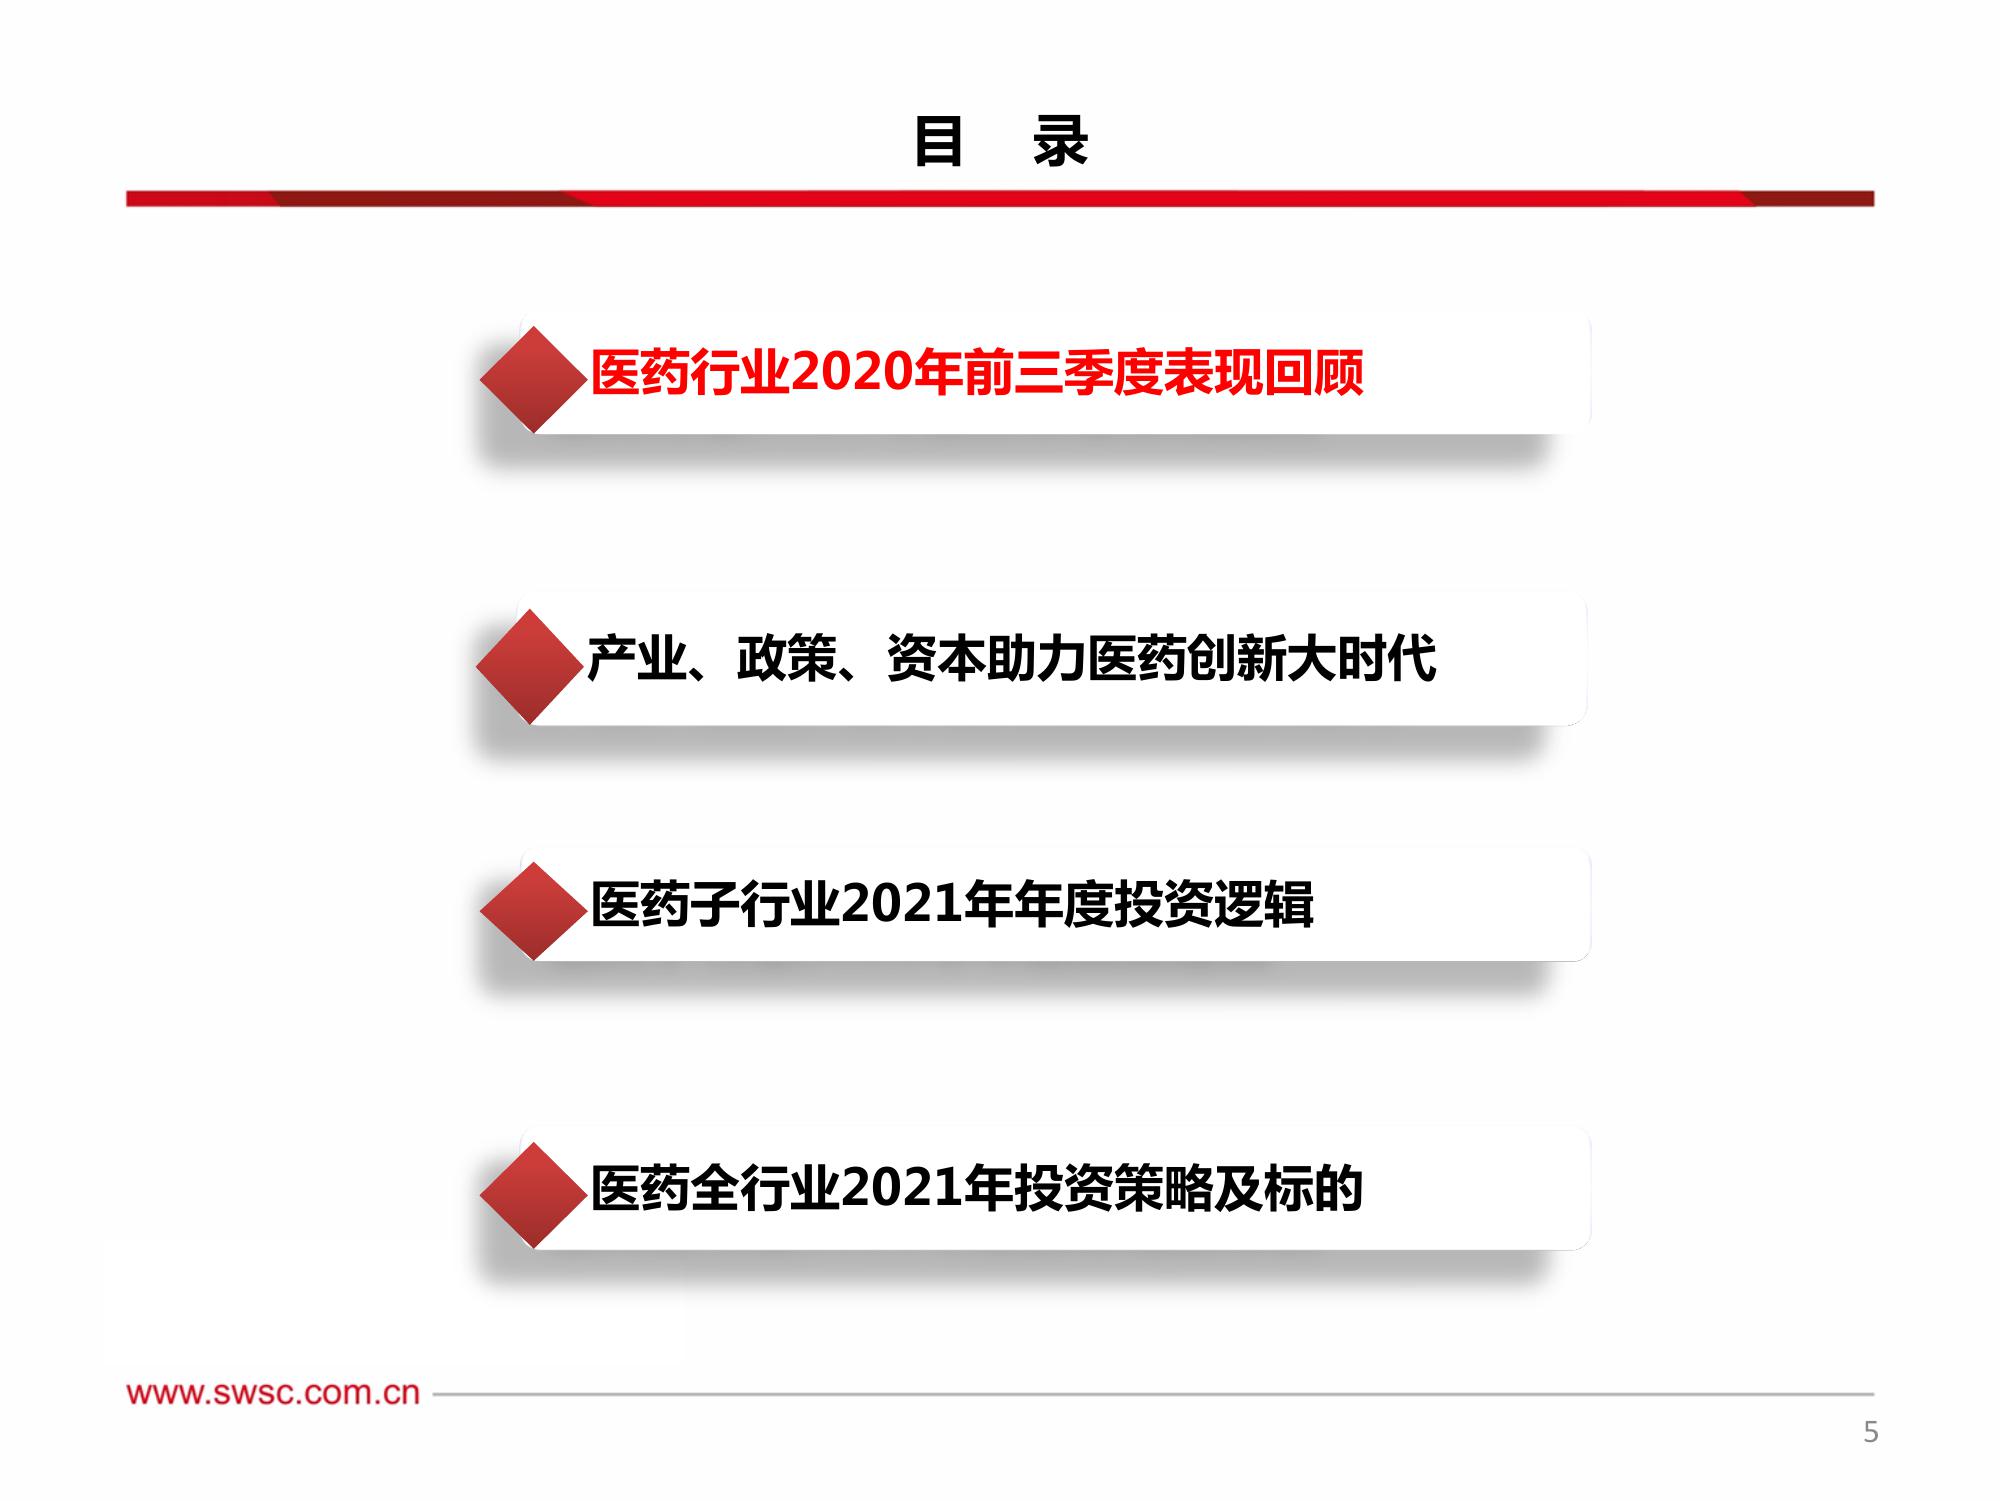 目 录
医药行业2020年前三季度表现回顾
产业、政策、资本助力医药创新大时代
医药子行业2021年年度投资逻辑
医药全行业2021年投资策略及标的
www.swsc.com.cn
5